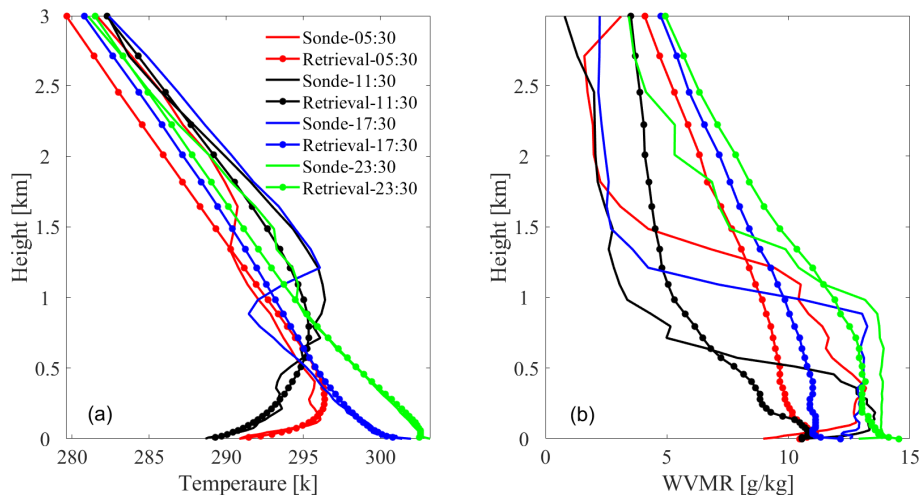 3
2.5
2
1.5
1
0.5
0
Height [km]
280
285
290
295
300
Temperaure [k]
(a)
Sonde-05:30
Retrieval-05:30
Sonde-11:30
Retrieval-11:30
Sonde-17:30
Retrieval-17:30
Sonde-23:30
Retrieval-23:30
3
2.5
2
1.5
1
0.5
0
Height [km]
0
5
10
15
WVMR [g/kg]
(b)